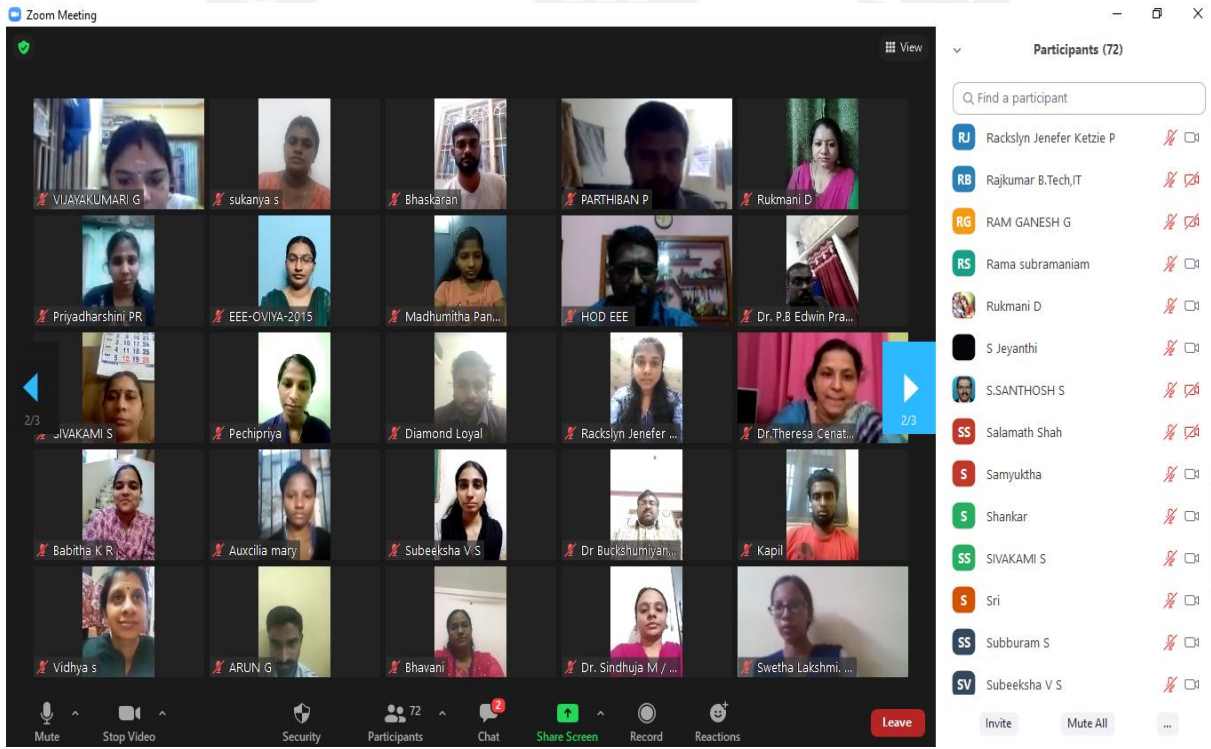 Zoom Meeting
View
VIJAYAKUMARI G
sukanya s
Bhaskaran
PARTHIBAN P
Rukmani D
Priyadharshini PR
EEE-OVIYA-2015
Madhumitha Pan...
HOD EEE
Dr. P.B Edwin Pra...
2/3
SIVAKAMI S
Pechipriya
Diamond Loyal
Rackslyn Jenefer ...
Dr.Theresa Cenat...
2/3
Babitha K R
Auxcilia mary
Subeeksha V S
Dr Buckshumiyan...
Kapil
Vidhya s
ARUN G
Bhavani
Dr. Sindhuja M / ...
Swetha Lakshmi. ...
Mute
Stop Video
Security
72
Participants
2
Chat
Share Screen
Record
Reactions
Leave
Participants (72)
Find a participant
RJ Rackslyn Jenefer Ketzie P
RB Rajkumar B.Tech,IT
RG RAM GANESH G
RS Rama subramaniam
Rukmani D
S Jeyanthi
S.SANTHOSH S
SS Salamath Shah
S Samyuktha
S Shankar
SS SIVAKAMI S
S Sri
SS Subburam S
SV Subeeksha V S
Invite
Mute All
...